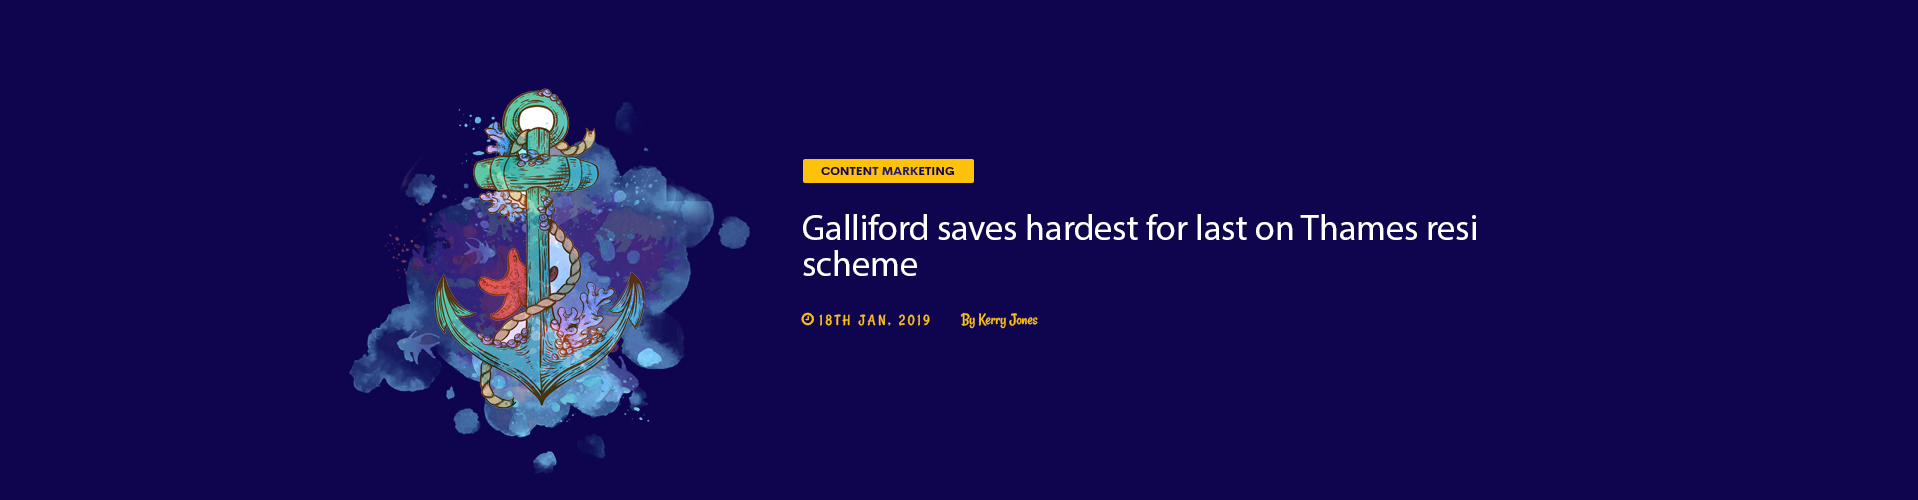 CONTENT MARKETING
Galliford saves hardest for last on Thames resi
scheme
18TH JAN, 2019 By Kerry Jones